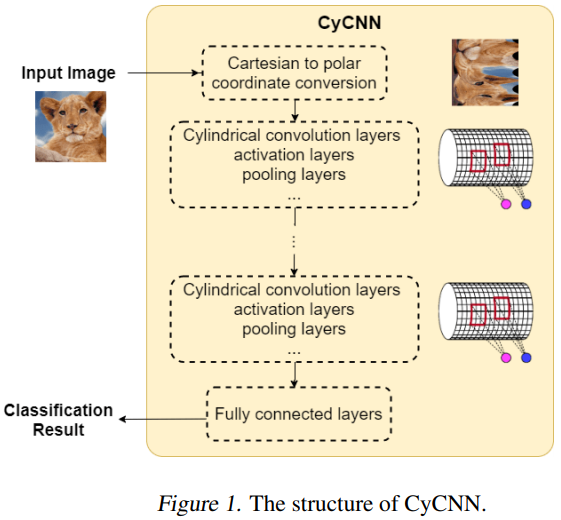 CyCNN
Input Image
Cartesian to polar
coordinate conversion
Cylindrical convolution layers
activation layers
pooling layers
...
...
Cylindrical convolution layers
activation layers
pooling layers
...
Fully connected layers
Classification
Result
Figure 1. The structure of CyCNN.